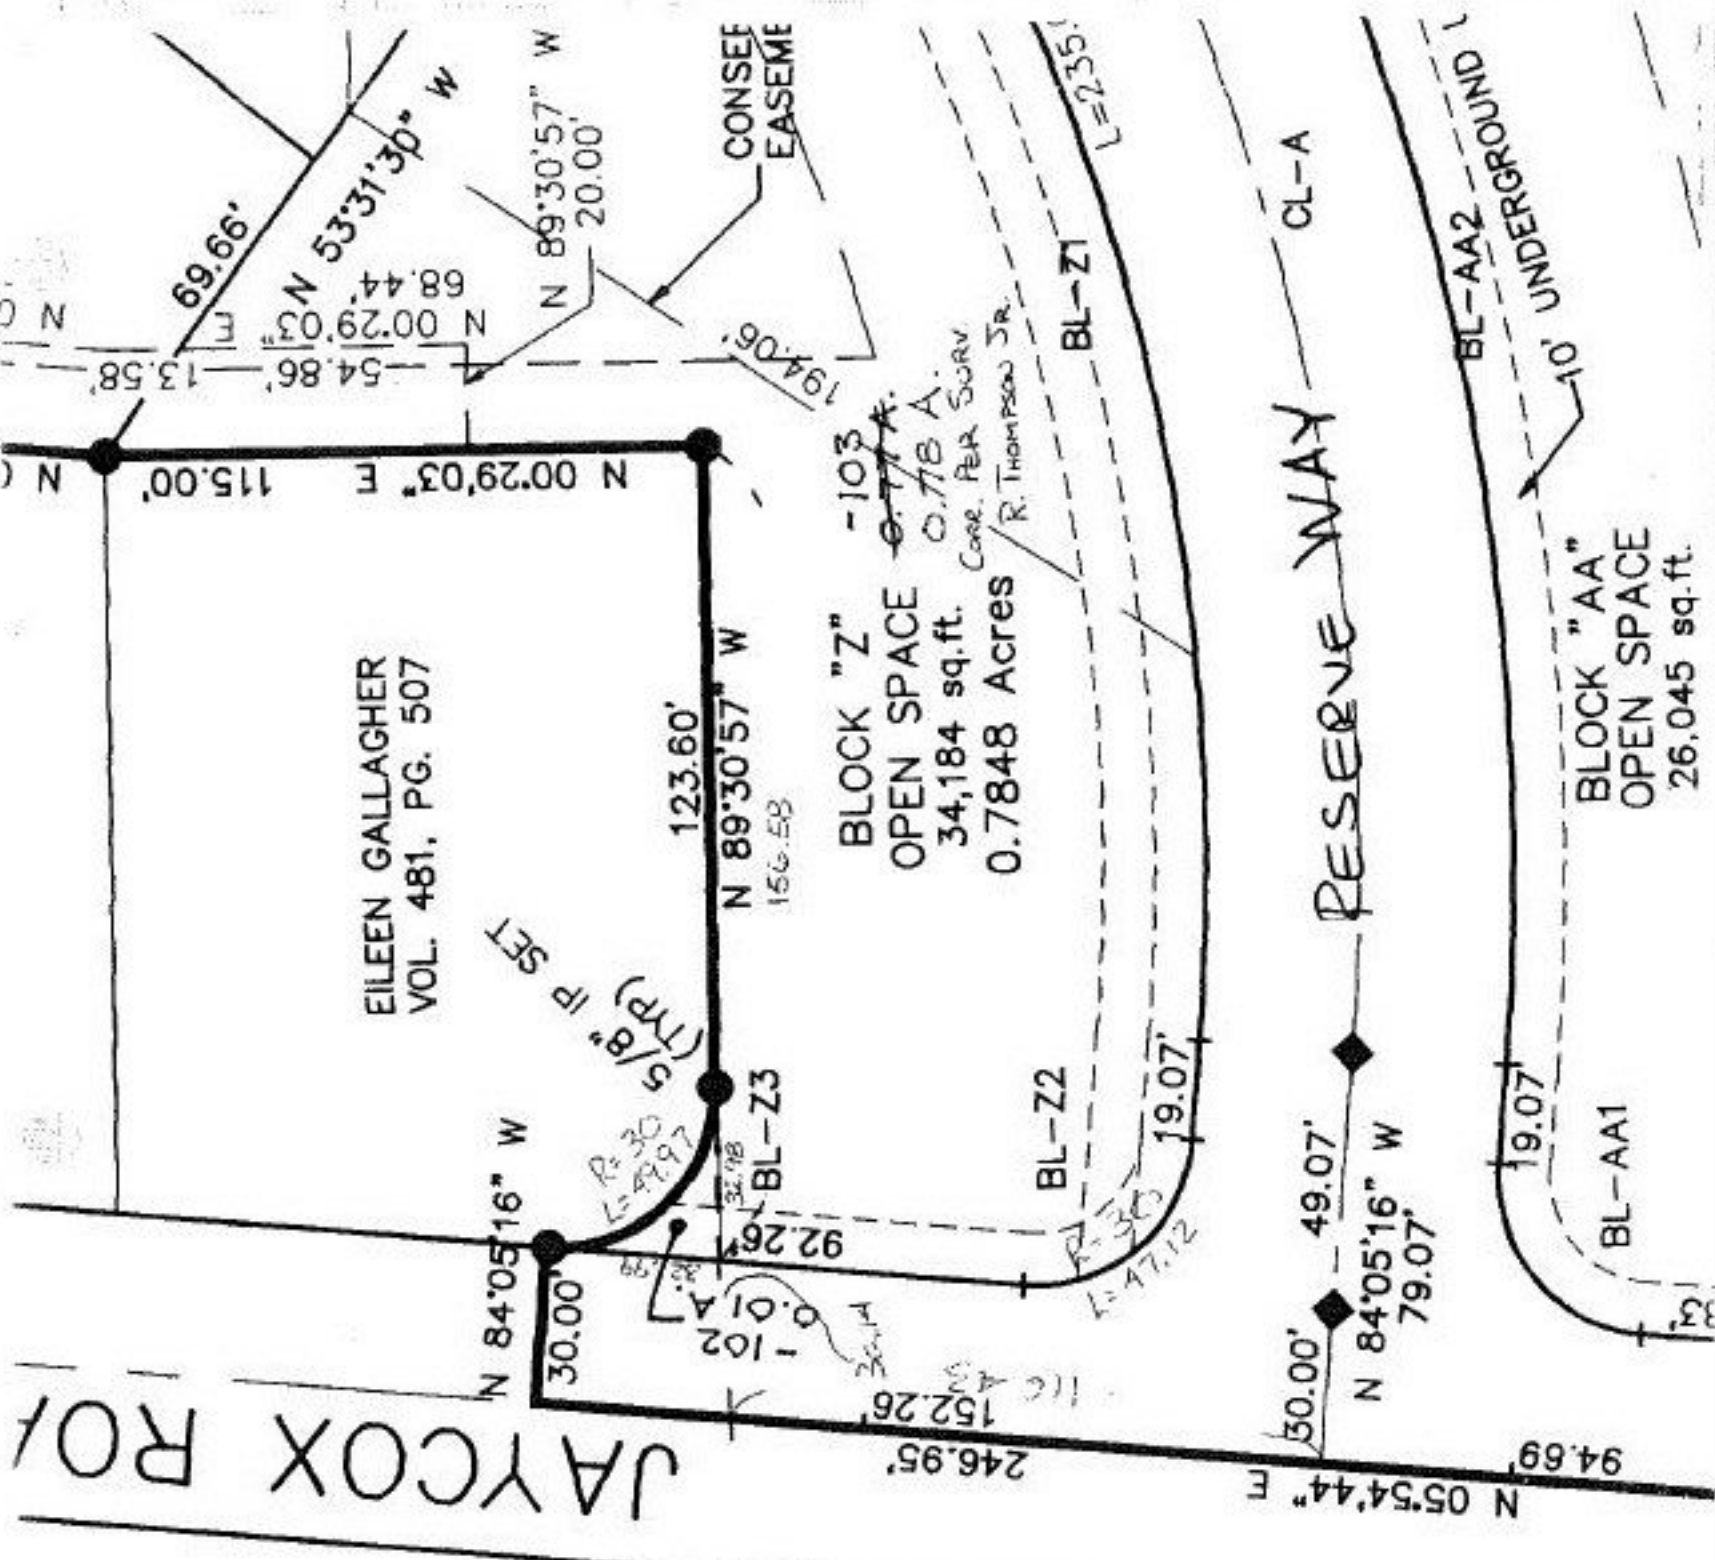 69.66'
N 53°31'30" W
N 89°30'57" W
20.00'
CONSE
EASEME
L=235.
CL-A
BL-AA2
10' UNDERGROUND
BL-Z1
N 00°29'03" E
68.44'
13.58'
54.86'
194.06'
N 00°29'03" E
115.00'
-103
0.77 A.
0.778 A.
CORR. PER SURV.
R. THOMPSON JR.
BLOCK "Z"
OPEN SPACE
34,184 sq.ft.
0.7848 Acres
EILEEN GALLAGHER
VOL. 481, PG. 507
123.60'
N 89°30'57" W
156.58
5/8" IP SET
(TYP)
RESERVE WAY
BLOCK "AA"
OPEN SPACE
26,045 sq.ft.
BL-Z3
BL-Z2
BL-AA1
R=30
L=49.97
32.98
92.26'
19.07'
19.07'
R=30
L=47.12
N 84°05'16" W
30.00'
-102
0.01 A.
N 84°05'16" W
49.07'
79.07'
30.00'
JAYCOX ROA
152.26'
246.95'
N 05°54'44" E
94.69'